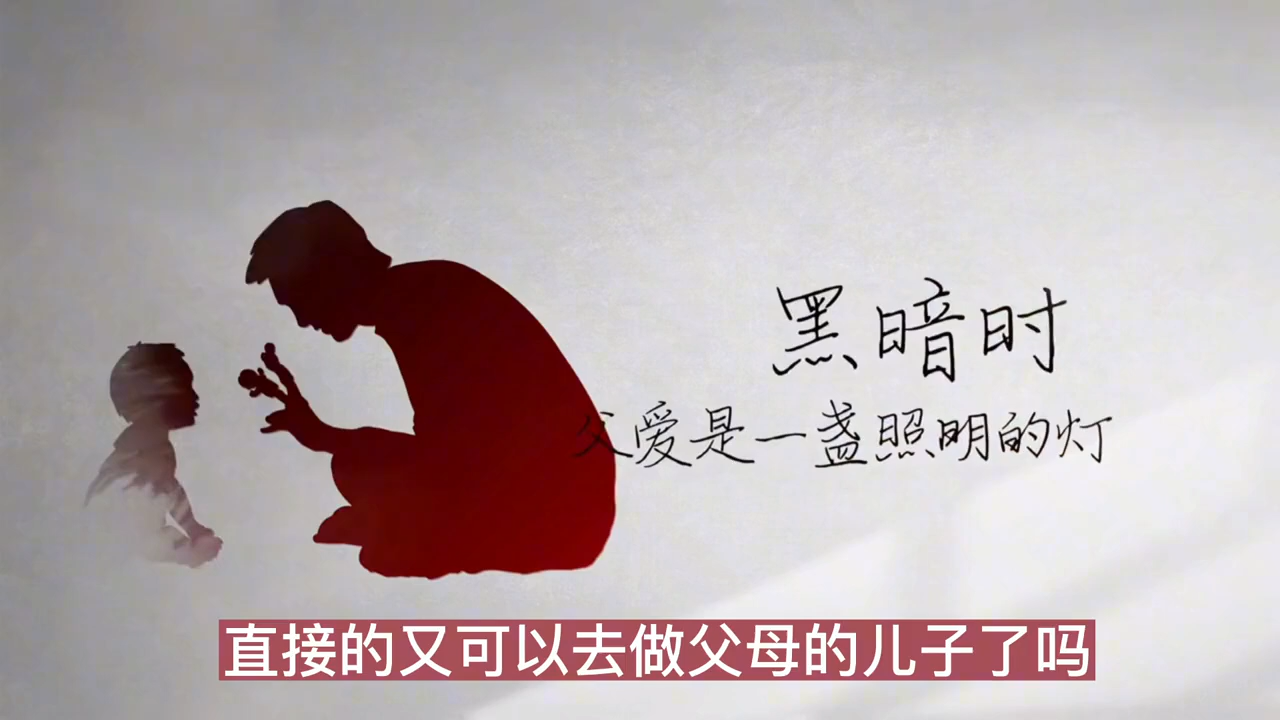 黑暗时
父爱是一盏照明的灯
直接的又可以去做父母的儿子了吗